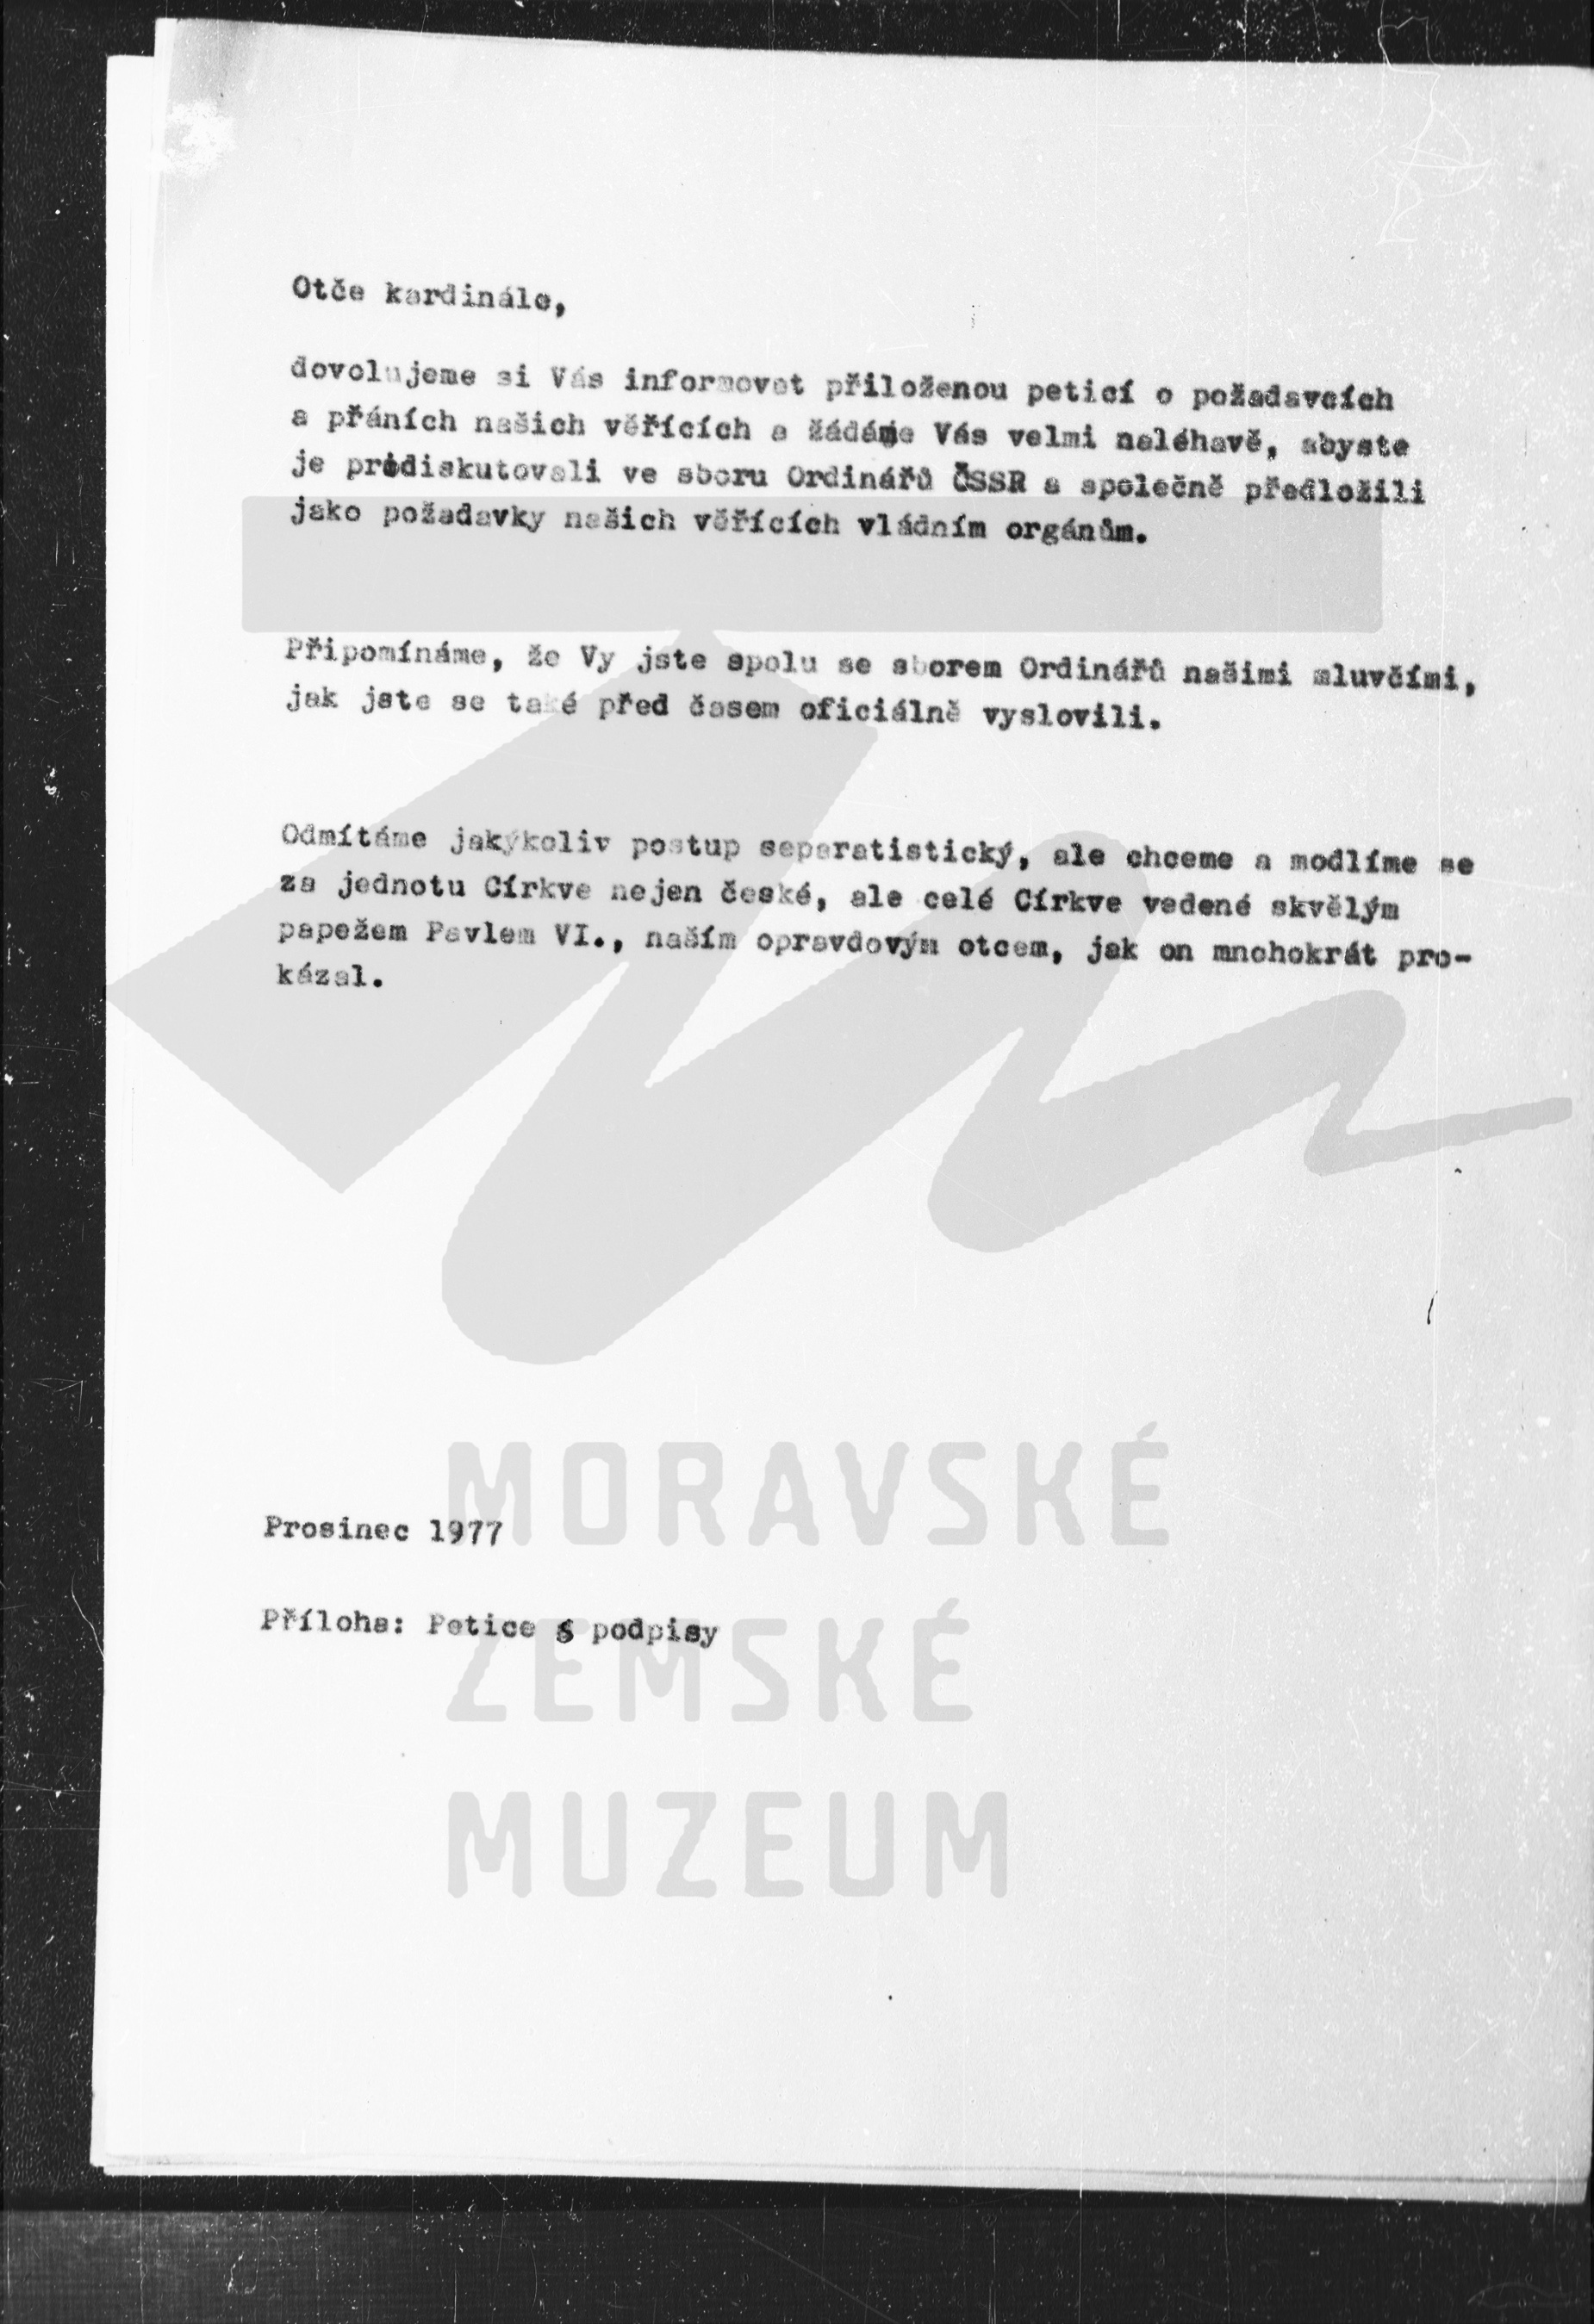 Otče kardinále,
dovolujeme si Vás informovat přiloženou peticí o požadavcích
a přáních našich věřících a žádáme Vás velmi naléhavě, abyste
je prodiskutovali ve sboru Ordinářů ČSSR a společně předložili
jako požadavky našich věřících vládním orgánům.
Připomínáme, že Vy jste spolu se sborem Ordinářů našimi mluvčími,
jak jste se také před časem oficiálně vyslovili.
Odmítáme jakýkoliv postup separatistický, ale chceme a modlíme se
za jednotu Církve nejen české, ale celé Církve vedené skvělým
papežem Pavlem VI., naším opravdovým otcem, jak on mnohokrát pro-
kázal.
Prosinec 1977
Příloha: Petice s podpisy
MORAVSKÉ
ZEMSKÉ
MUZEUM